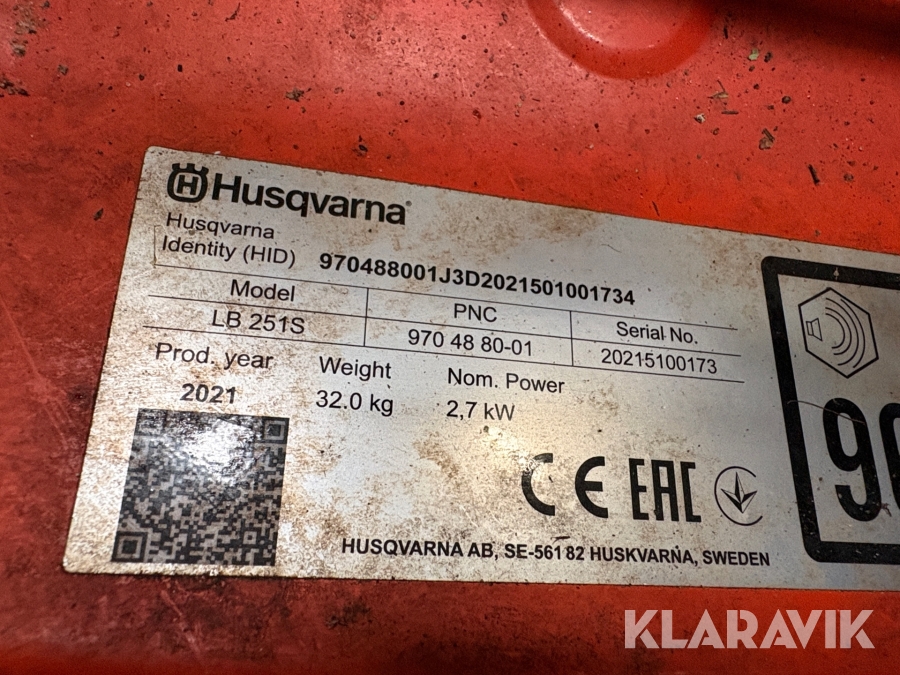 Husqvarna
Husqvarna
Identity (HID) 970488001J3D2021501001734
Model PNC Serial No.
LB 251S 970 48 80-01 20215100173
Prod. year Weight Nom. Power
2021 32.0 kg 2,7 kW
CE EAC
HUSQVARNA AB, SE-561 82 HUSKVARNA, SWEDEN
KLARAVIK